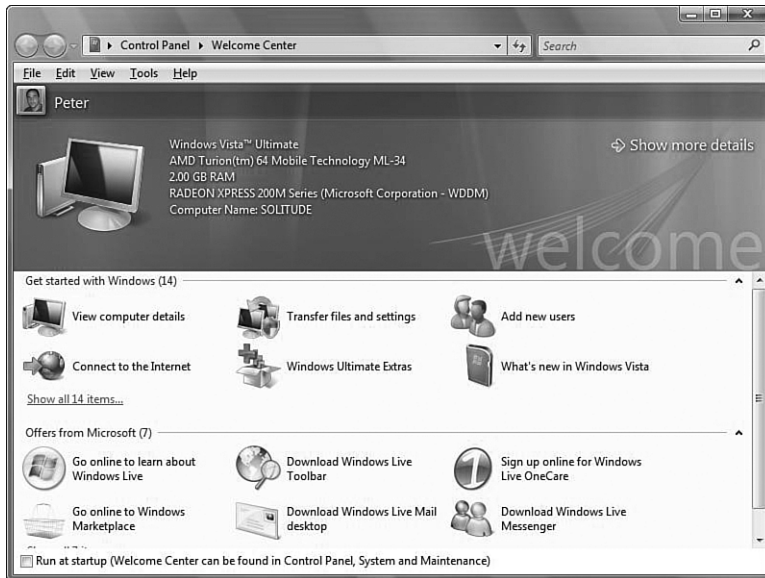 Control Panel Welcome Center Search
File Edit View Tools Help
Peter
Windows Vista™ Ultimate
AMD Turion(tm) 64 Mobile Technology ML-34
2.00 GB RAM
RADEON XPRESS 200M Series (Microsoft Corporation - WDDM)
Computer Name: SOLITUDE
Show more details
welcome
Get started with Windows (14)
View computer details
Transfer files and settings
Add new users
Connect to the Internet
Windows Ultimate Extras
What's new in Windows Vista
Show all 14 items...
Offers from Microsoft (7)
Go online to learn about
Windows Live
Download Windows Live
Toolbar
Sign up online for Windows
Live OneCare
Go online to Windows
Marketplace
Download Windows Live Mail
desktop
Download Windows Live
Messenger
Run at startup (Welcome Center can be found in Control Panel, System and Maintenance)